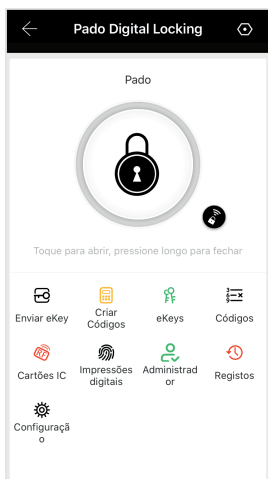 Pado Digital Locking
Pado
Toque para abrir, pressione longo para fechar
Enviar eKey
Criar
Códigos
eKeys
Códigos
Cartões IC
Impressões
digitais
Administrad
or
Registos
Configuraçã
o